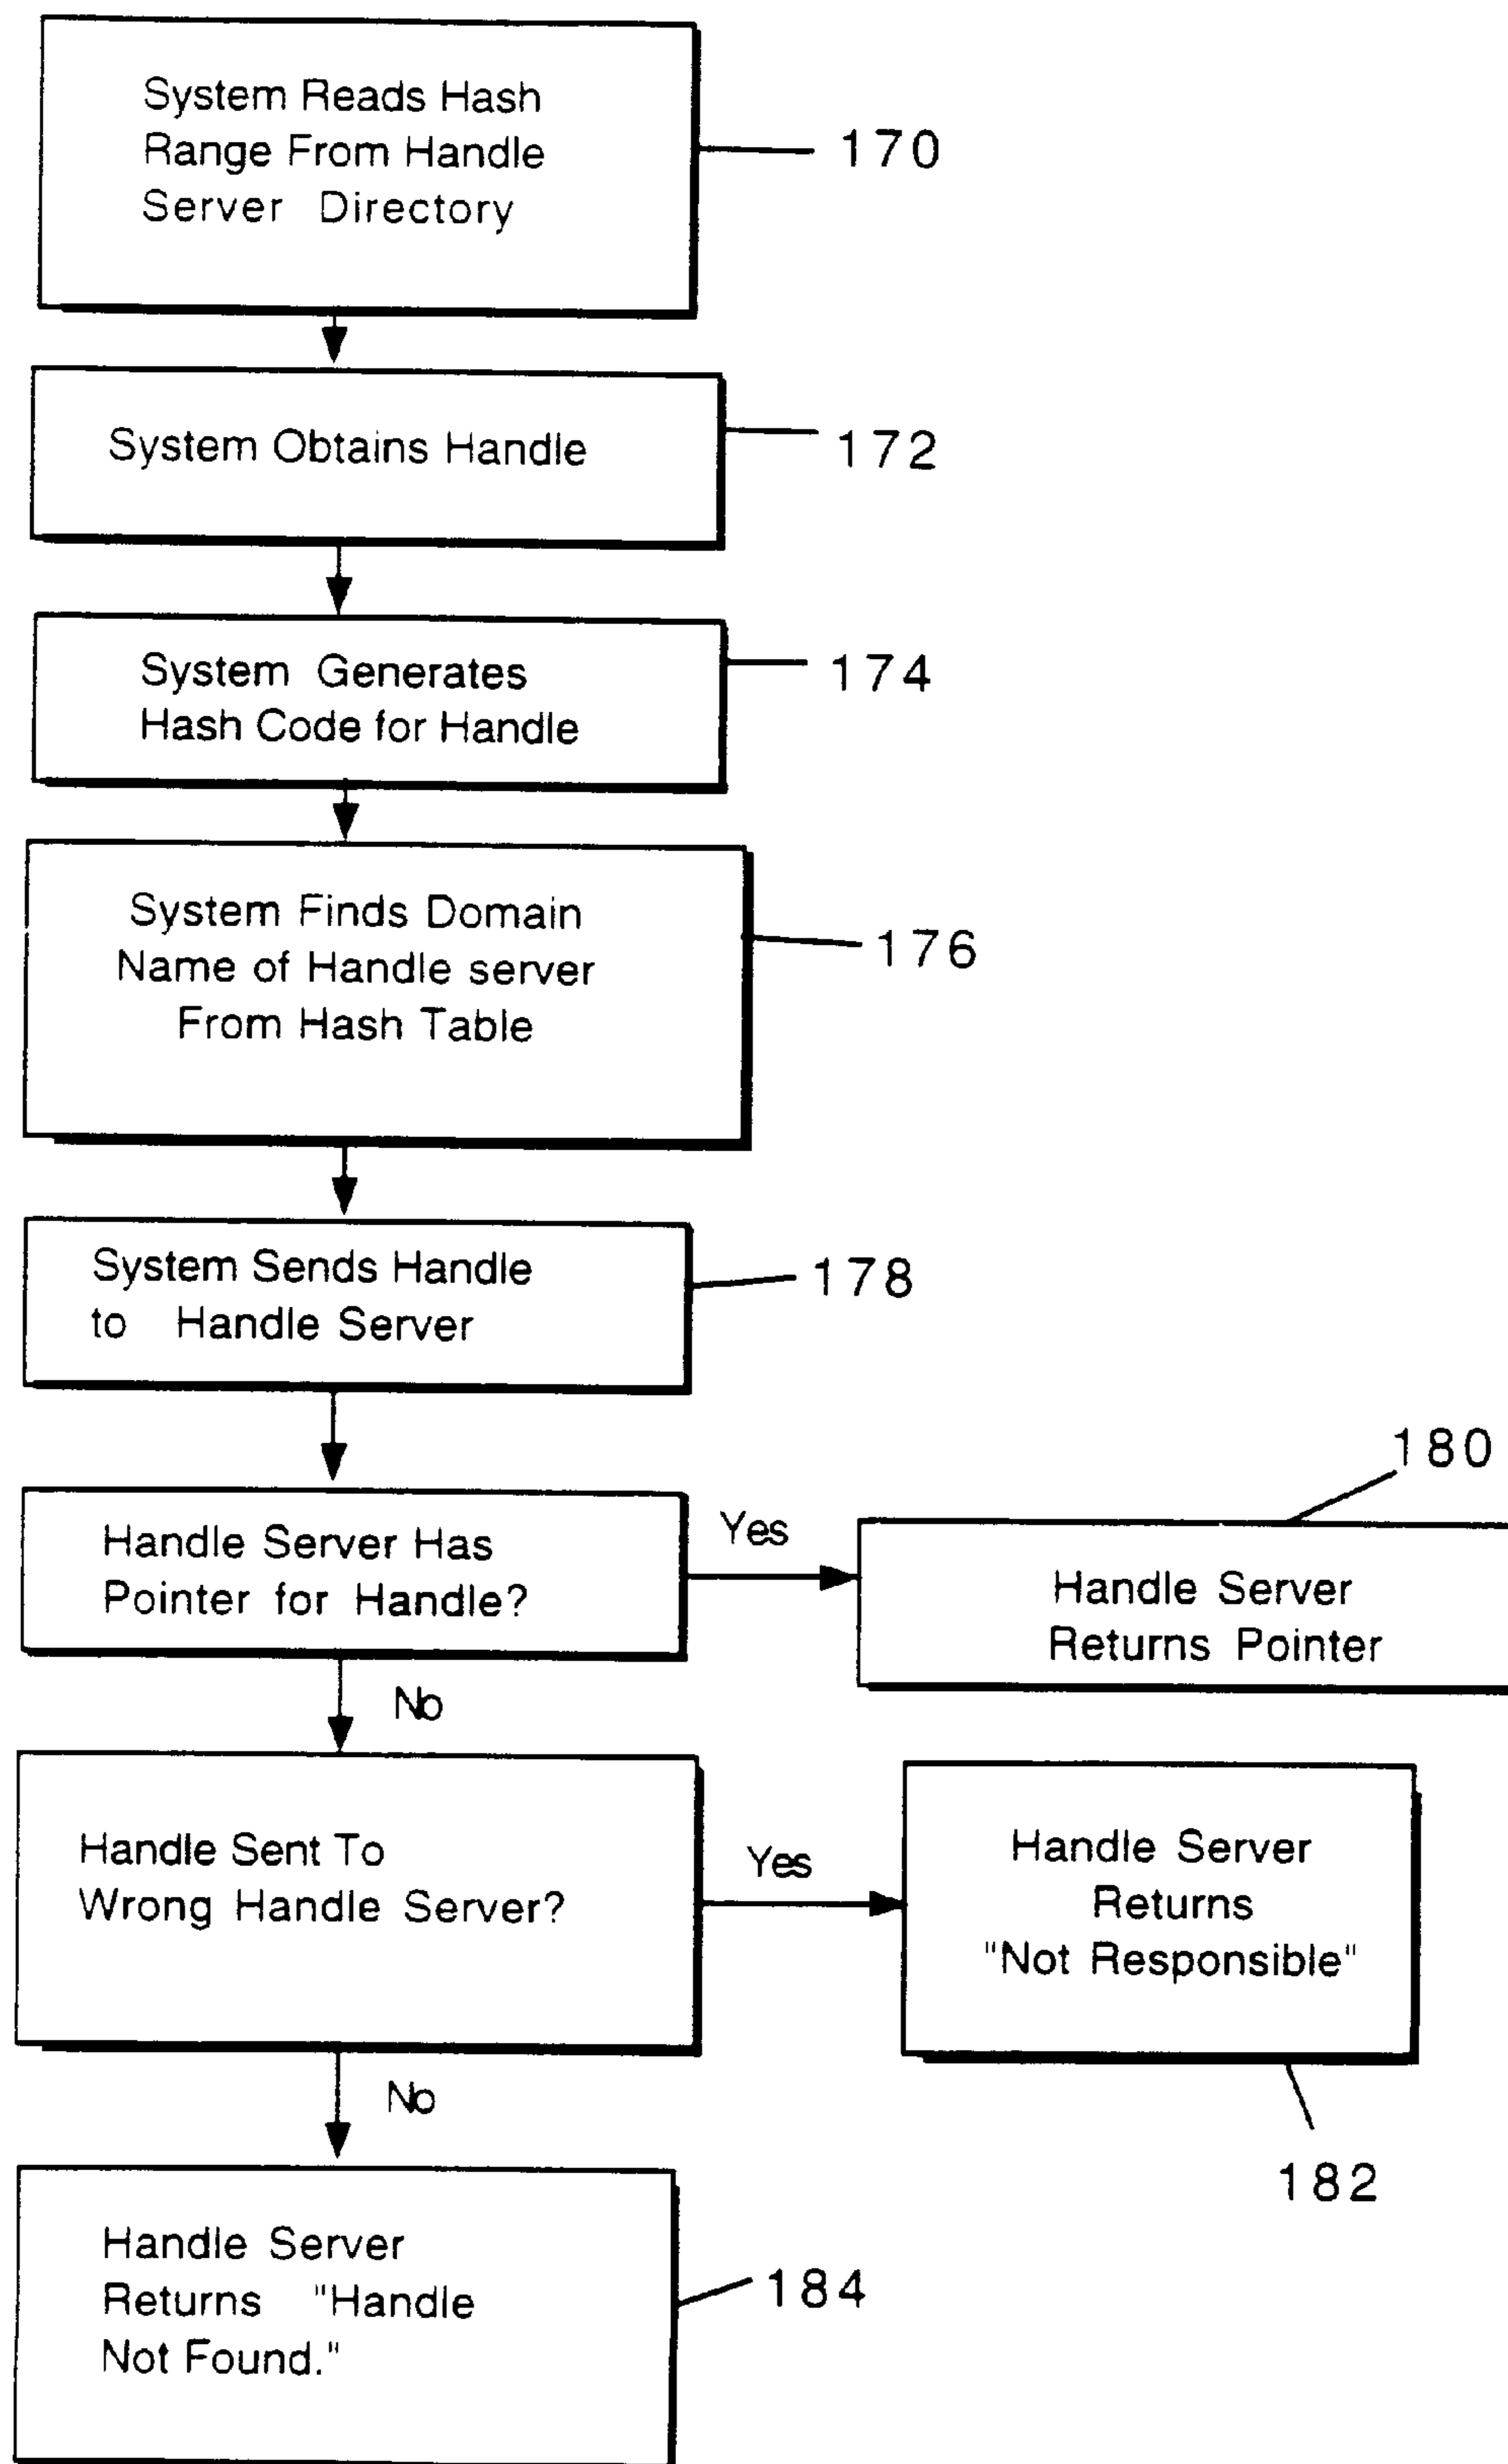 System Reads Hash
Range From Handle
Server Directory
170
System Obtains Handle
172
System Generates
Hash Code for Handle
174
System Finds Domain
Name of Handle server
From Hash Table
176
System Sends Handle
to Handle Server
178
Handle Server Has
Pointer for Handle?
Yes
180
Handle Server
Returns Pointer
No
Handle Sent To
Wrong Handle Server?
Yes
Handle Server
Returns
"Not Responsible"
182
No
Handle Server
Returns "Handle
Not Found."
184